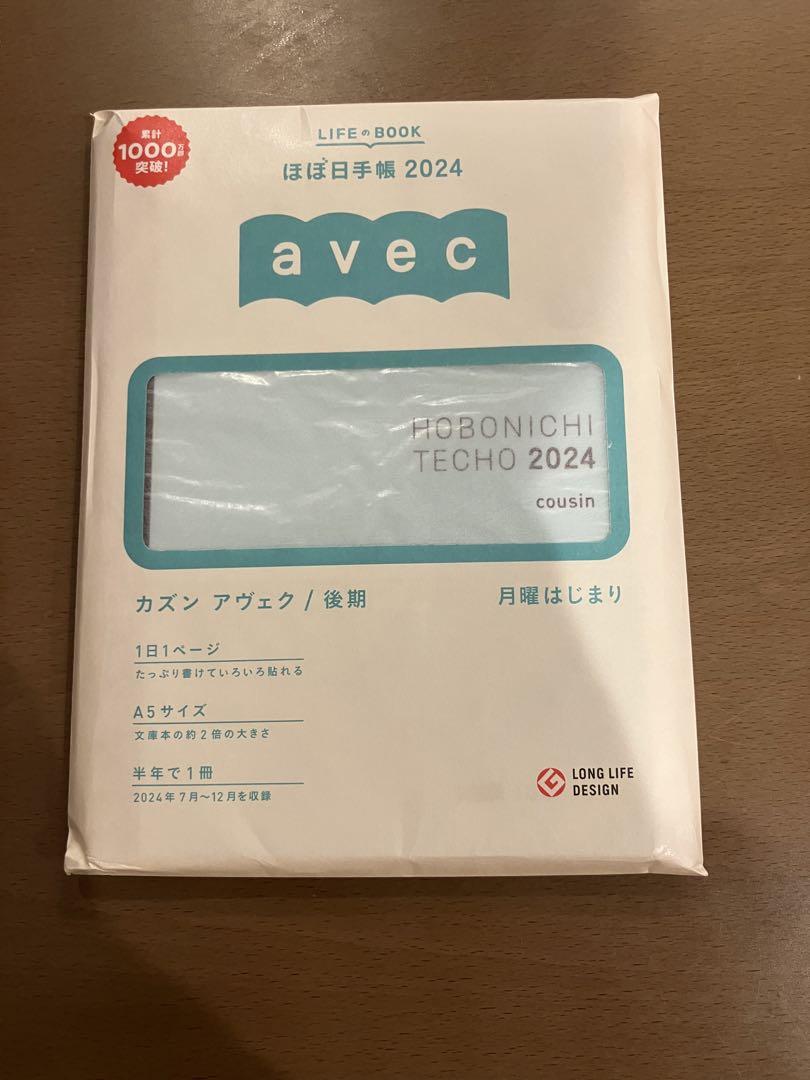 累計
1000万部
突破!
LIFEのBOOK
ほぼ日手帳 2024
avec
HOBONICHI
TECHO 2024
cousin
カズン アヴェク / 後期
月曜はじまり
1日1ページ
たっぷり書けていろいろ貼れる
A5サイズ
文庫本の約2倍の大きさ
半年で1冊
2024年7月〜12月を収録
LONG LIFE
DESIGN